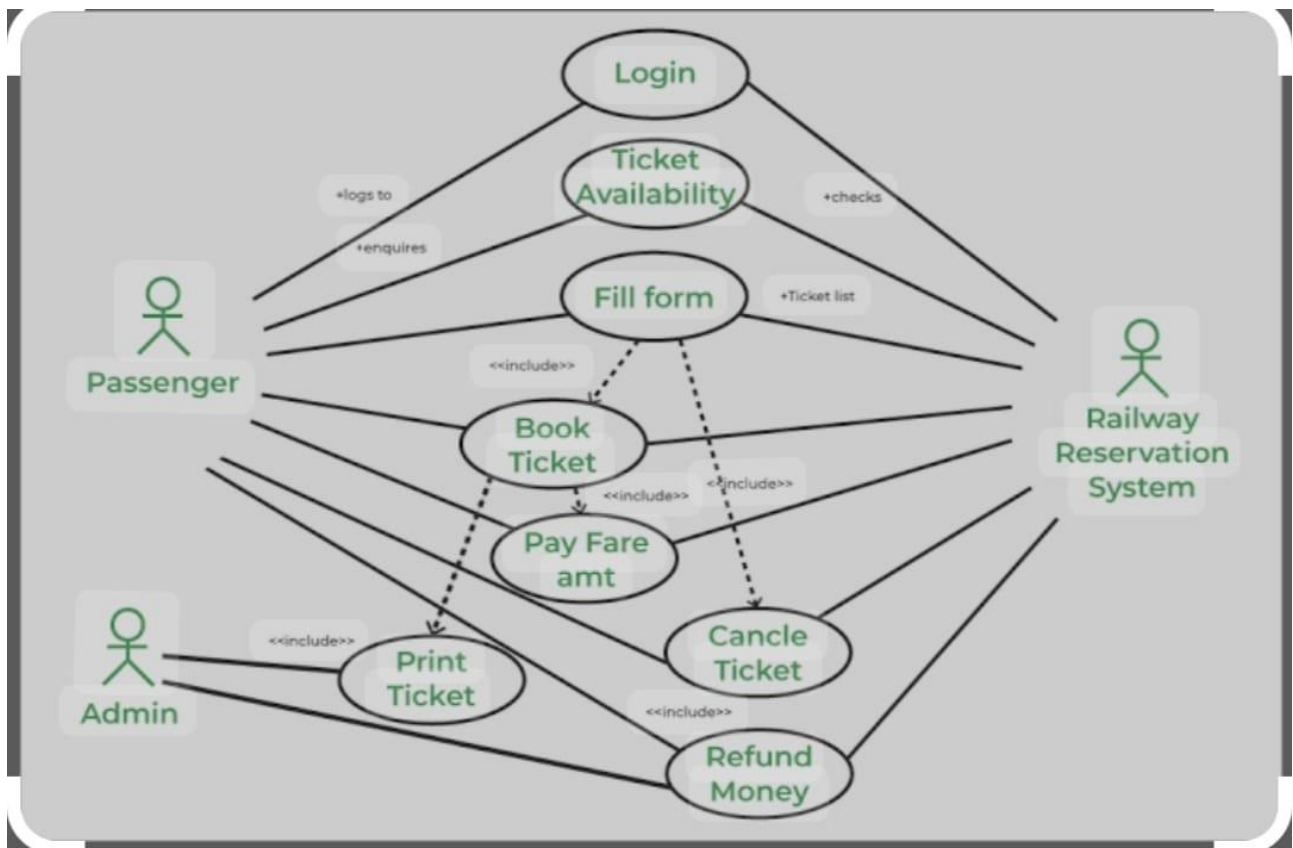 Login
Ticket
Availability
+logs to
+checks
+enquires
Fill form
+Ticket list
<<include>>
Passenger
Railway
Reservation
System
Book
Ticket
<<include>>
<<include>>
Pay Fare
amt
<<include>>
Admin
Print
Ticket
Cancle
Ticket
<<include>>
Refund
Money